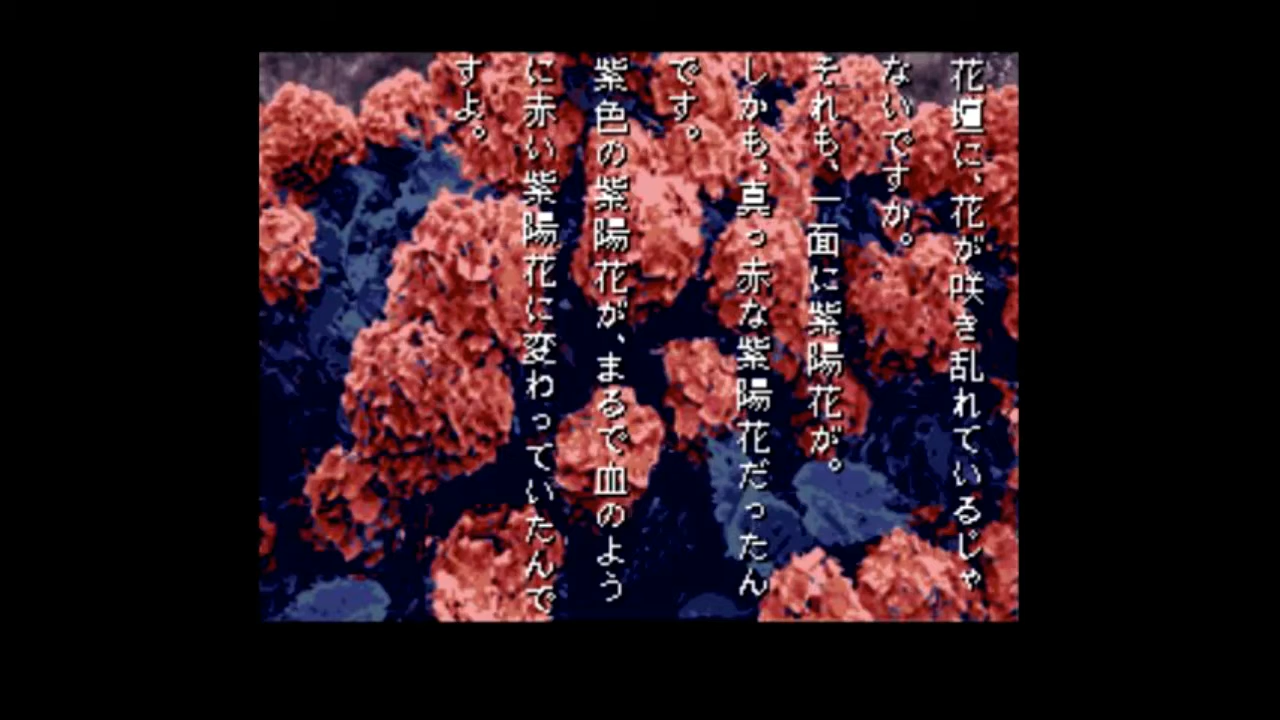 花壇に、花が咲き乱れているじゃ
ないですか。
それも、一面に紫陽花が。
しかも、真っ赤な紫陽花だったん
です。
紫色の紫陽花が、まるで血のよう
に赤い紫陽花に変わっていたんで
すよ。